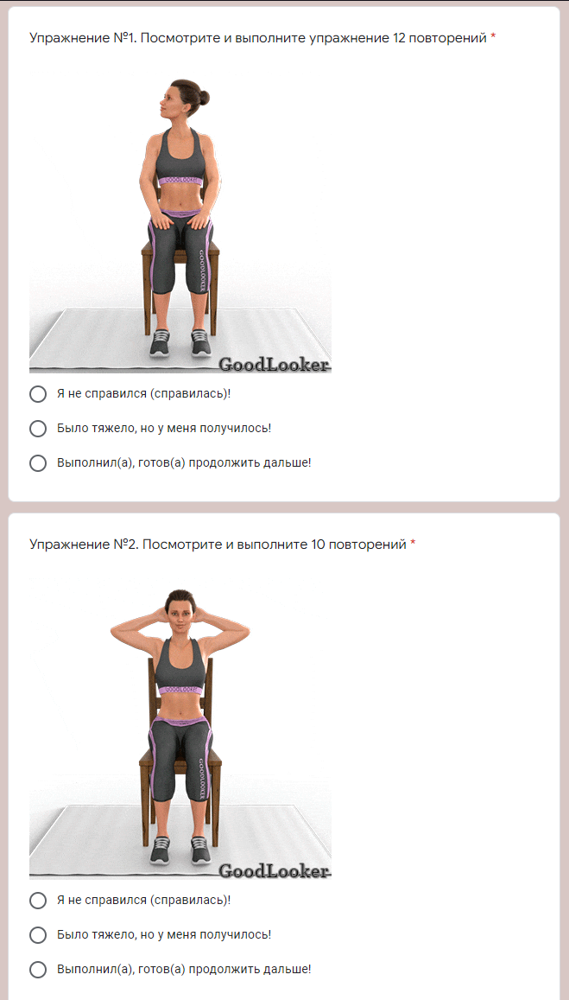 Упражнение №1. Посмотрите и выполните упражнение 12 повторений *
GOODLOOKER
GOODLOOKER
GoodLooker
Я не справился (справилась)!
Было тяжело, но у меня получилось!
Выполнил(а), готов(а) продолжить дальше!
Упражнение №2. Посмотрите и выполните 10 повторений *
GOODLOOKER
GOODLOOKER
GoodLooker
Я не справился (справилась)!
Было тяжело, но у меня получилось!
Выполнил(а), готов(а) продолжить дальше!